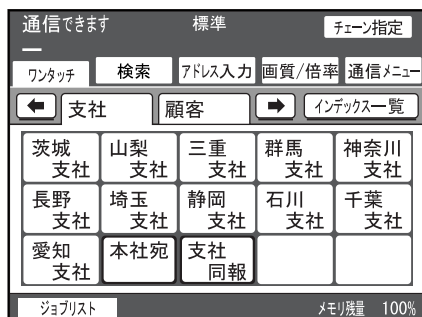 通信できます 標準 チェーン指定
ワンタッチ 検索 アドレス入力 画質/倍率 通信メニュー
支社 顧客 インデックス一覧
茨城 山梨 三重 群馬 神奈川
支社 支社 支社 支社 支社
長野 埼玉 静岡 石川 千葉
支社 支社 支社 支社 支社
愛知 本社宛 支社
支社 同報
ジョブリスト メモリ残量 100%